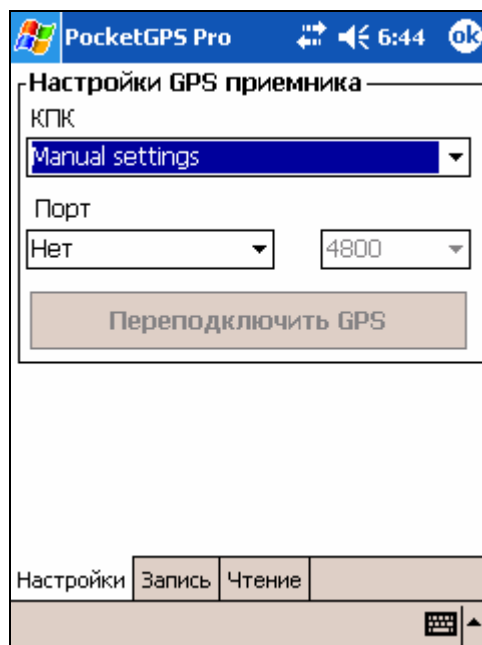 PocketGPS Pro 6:44 ok
Настройки GPS приемника
КПК
Manual settings
Порт
Нет 4800
Переподключить GPS
Настройки Запись Чтение